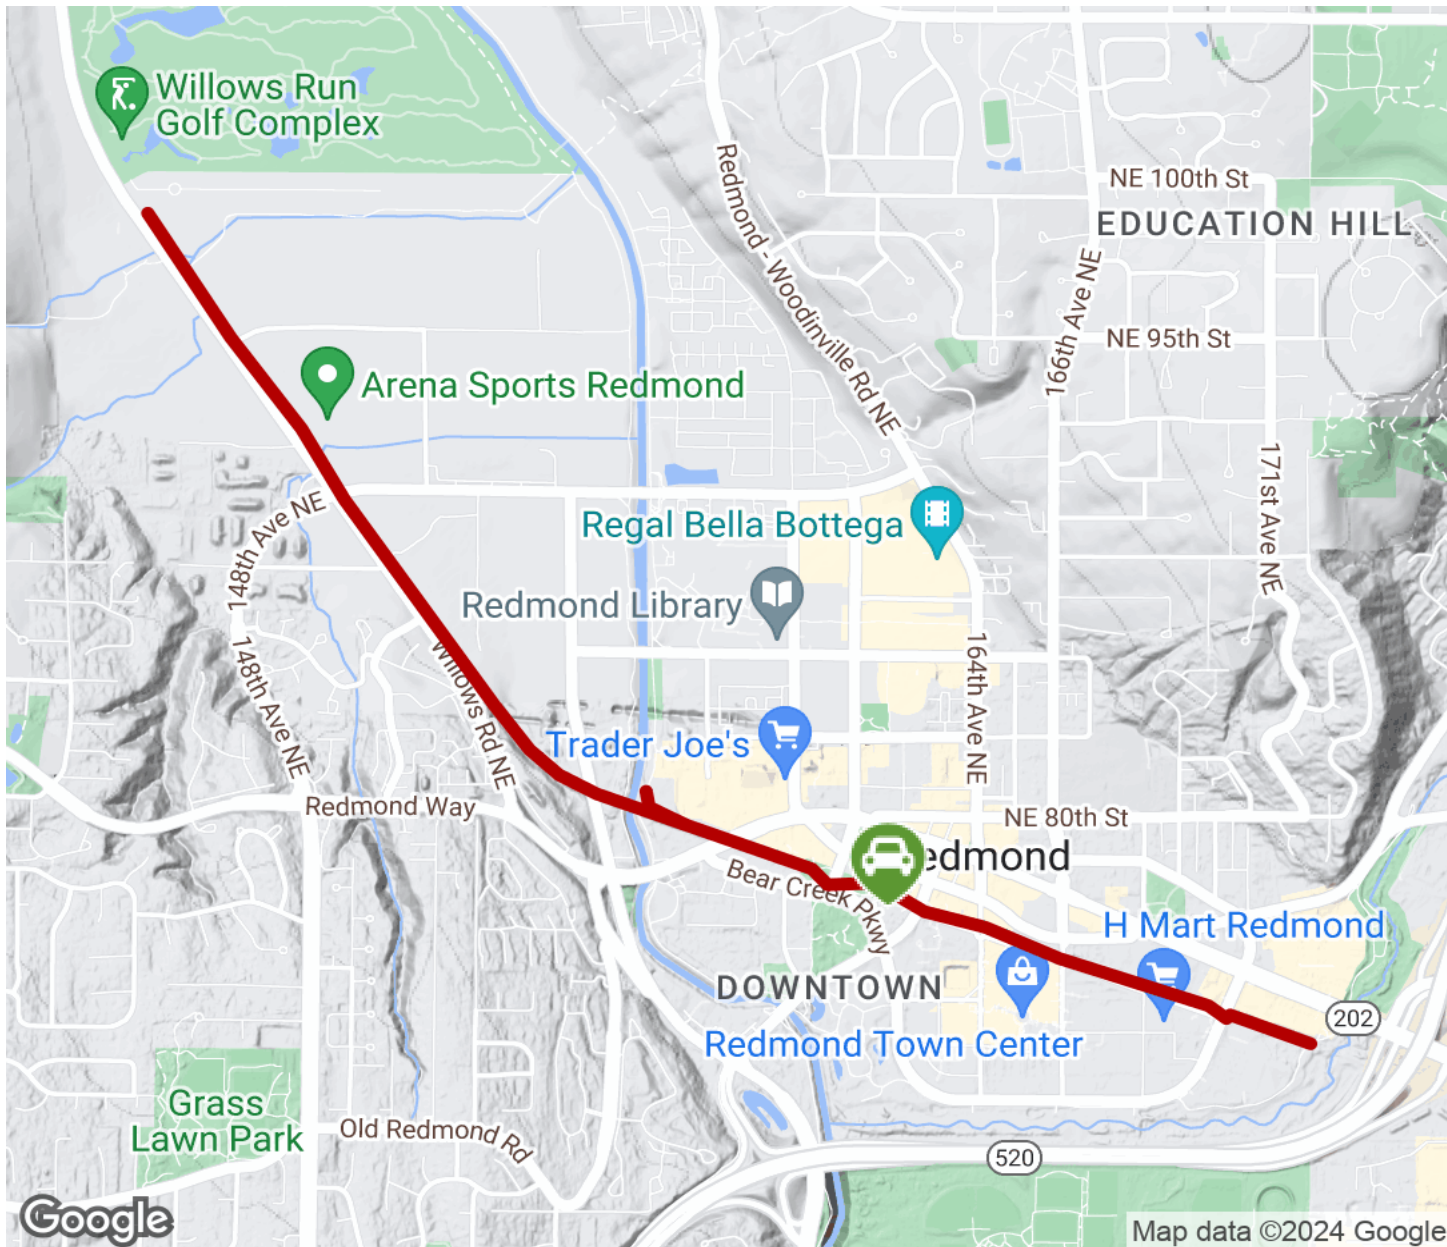 Willows Run
Golf Complex
NE 100th St
EDUCATION HILL
Redmond - Woodinville Rd NE
166th Ave NE
NE 95th St
Arena Sports Redmond
171st Ave NE
148th Ave NE
Regal Bella Bottega
Redmond Library
164th Ave NE
148th Ave NE
Willows Rd NE
Trader Joe's
Redmond Way
NE 80th St
edmond
Bear Creek Pkwy
H Mart Redmond
DOWNTOWN
202
Redmond Town Center
Grass
Lawn Park
Old Redmond Rd
520
Google
Map data ©2024 Google